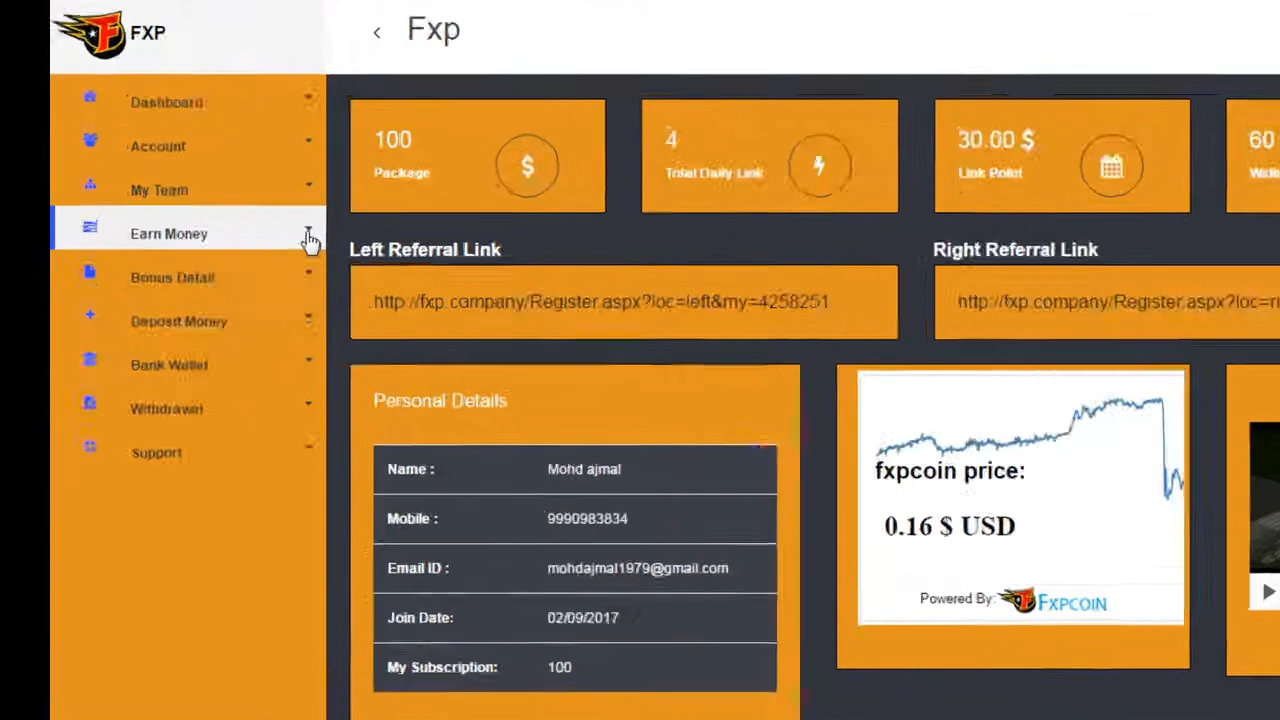 FXP
‹ Fxp
Dashboard
Account
My Team
Earn Money
Bonus Detail
Deposit Money
Bank Wallet
Withdrawal
Support
100
Package
4
Total Daily Link
30.00 $
Link Point
60
Left Referral Link
http://fxp.company/Register.aspx?loc=left&my=4258251
Right Referral Link
http://fxp.company/Register.aspx?loc=
Personal Details
Name : Mohd ajmal
Mobile : 9990983834
Email ID : mohdajmal1979@gmail.com
Join Date: 02/09/2017
My Subscription: 100
fxpcoin price:
0.16 $ USD
Powered By: FXPCOIN